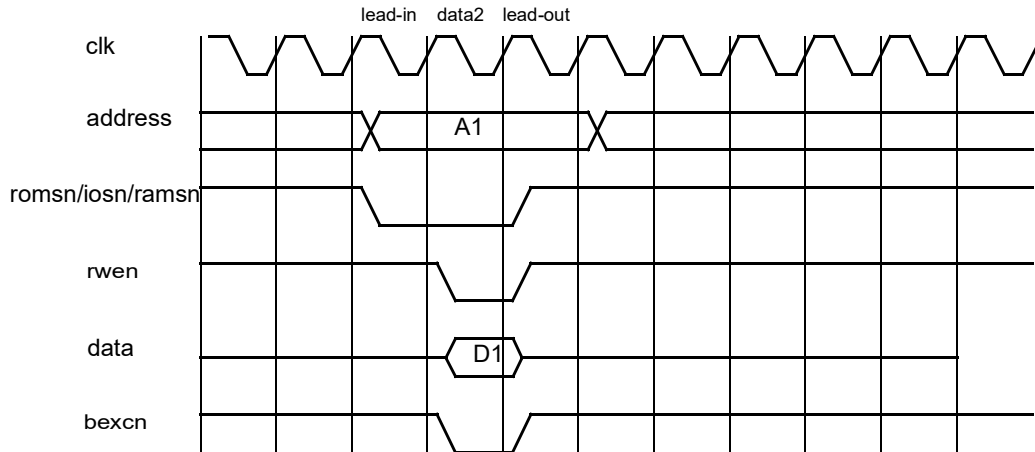 lead-in data2 lead-out
clk
address A1
romsn/iosn/ramsn
rwen
data D1
bexcn